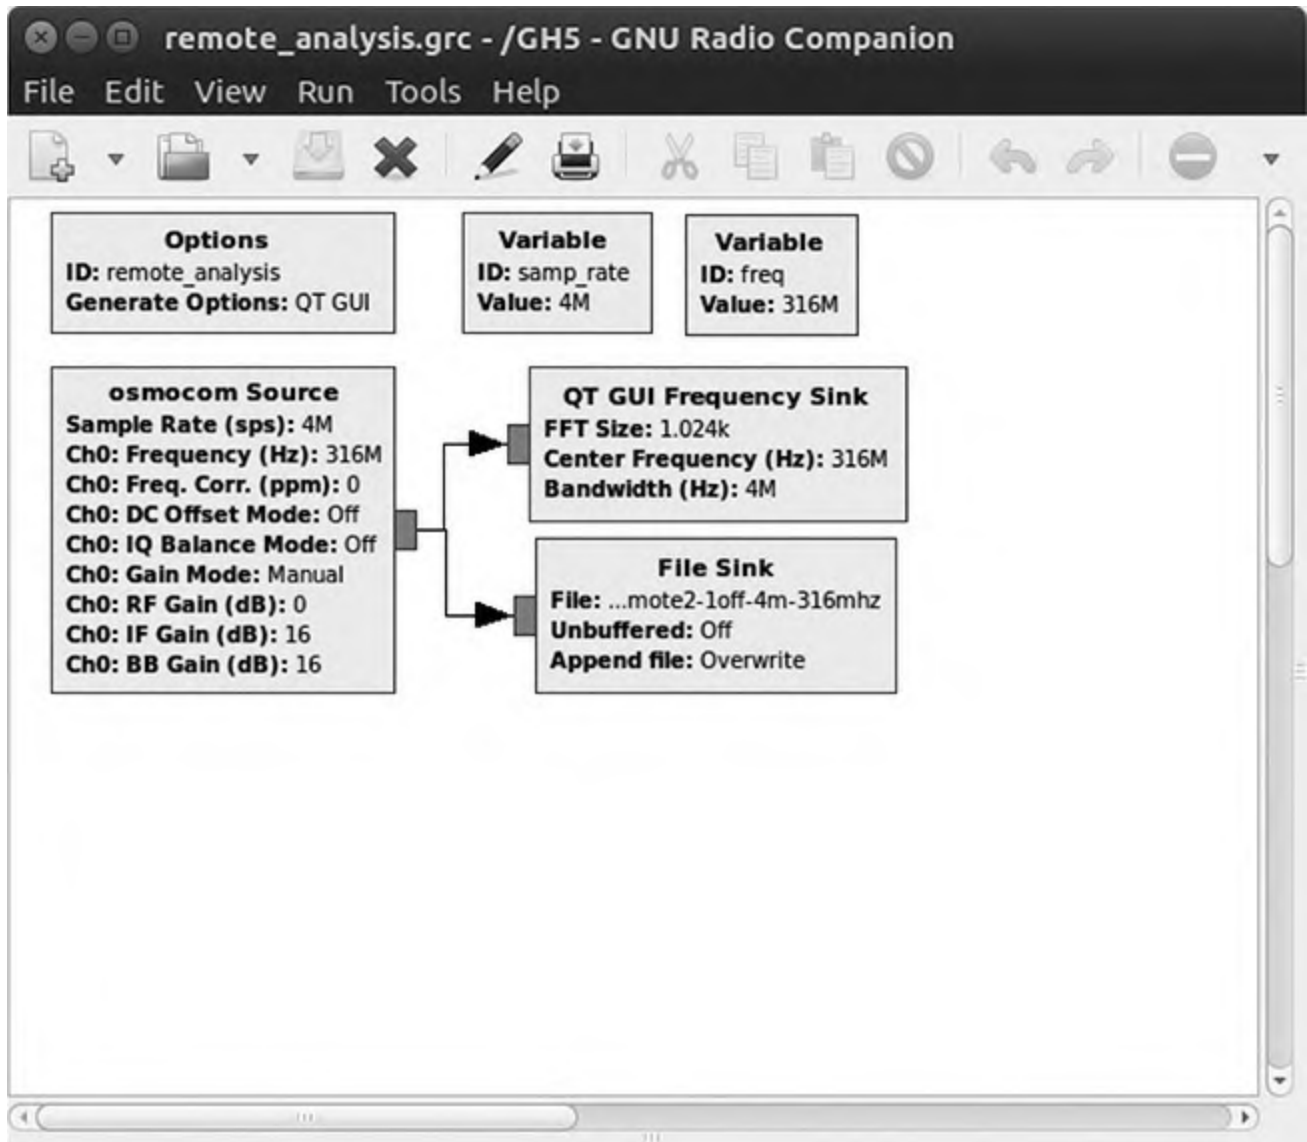 remote_analysis.grc - /GH5 - GNU Radio Companion
File Edit View Run Tools Help
Options
ID: remote_analysis
Generate Options: QT GUI
Variable
ID: samp_rate
Value: 4M
Variable
ID: freq
Value: 316M
osmocom Source
Sample Rate (sps): 4M
Ch0: Frequency (Hz): 316M
Ch0: Freq. Corr. (ppm): 0
Ch0: DC Offset Mode: Off
Ch0: IQ Balance Mode: Off
Ch0: Gain Mode: Manual
Ch0: RF Gain (dB): 0
Ch0: IF Gain (dB): 16
Ch0: BB Gain (dB): 16
QT GUI Frequency Sink
FFT Size: 1.024k
Center Frequency (Hz): 316M
Bandwidth (Hz): 4M
File Sink
File: ...mote2-1off-4m-316mhz
Unbuffered: Off
Append file: Overwrite